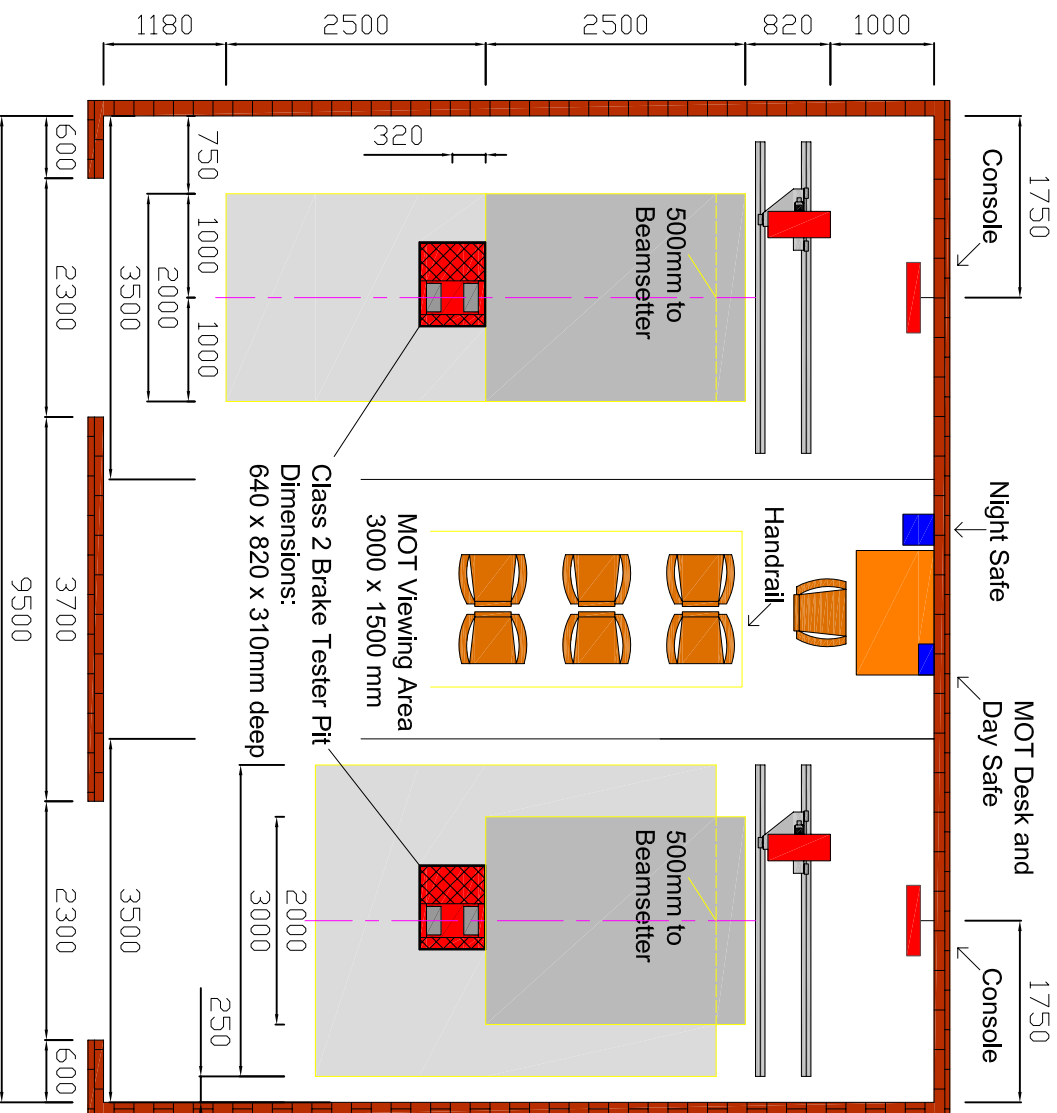 1180
2500
2500
820
1000
1750
Console
Night Safe
MOT Desk and
Day Safe
Console
1750
500mm to
Beamsetter
Handrail
500mm to
Beamsetter
MOT Viewing Area
3000 x 1500 mm
Class 2 Brake Tester Pit
Dimensions:
640 x 820 x 310mm deep
320
750
1000
1000
2000
3500
600
2300
3700
2300
600
9500
2000
3000
250
3500